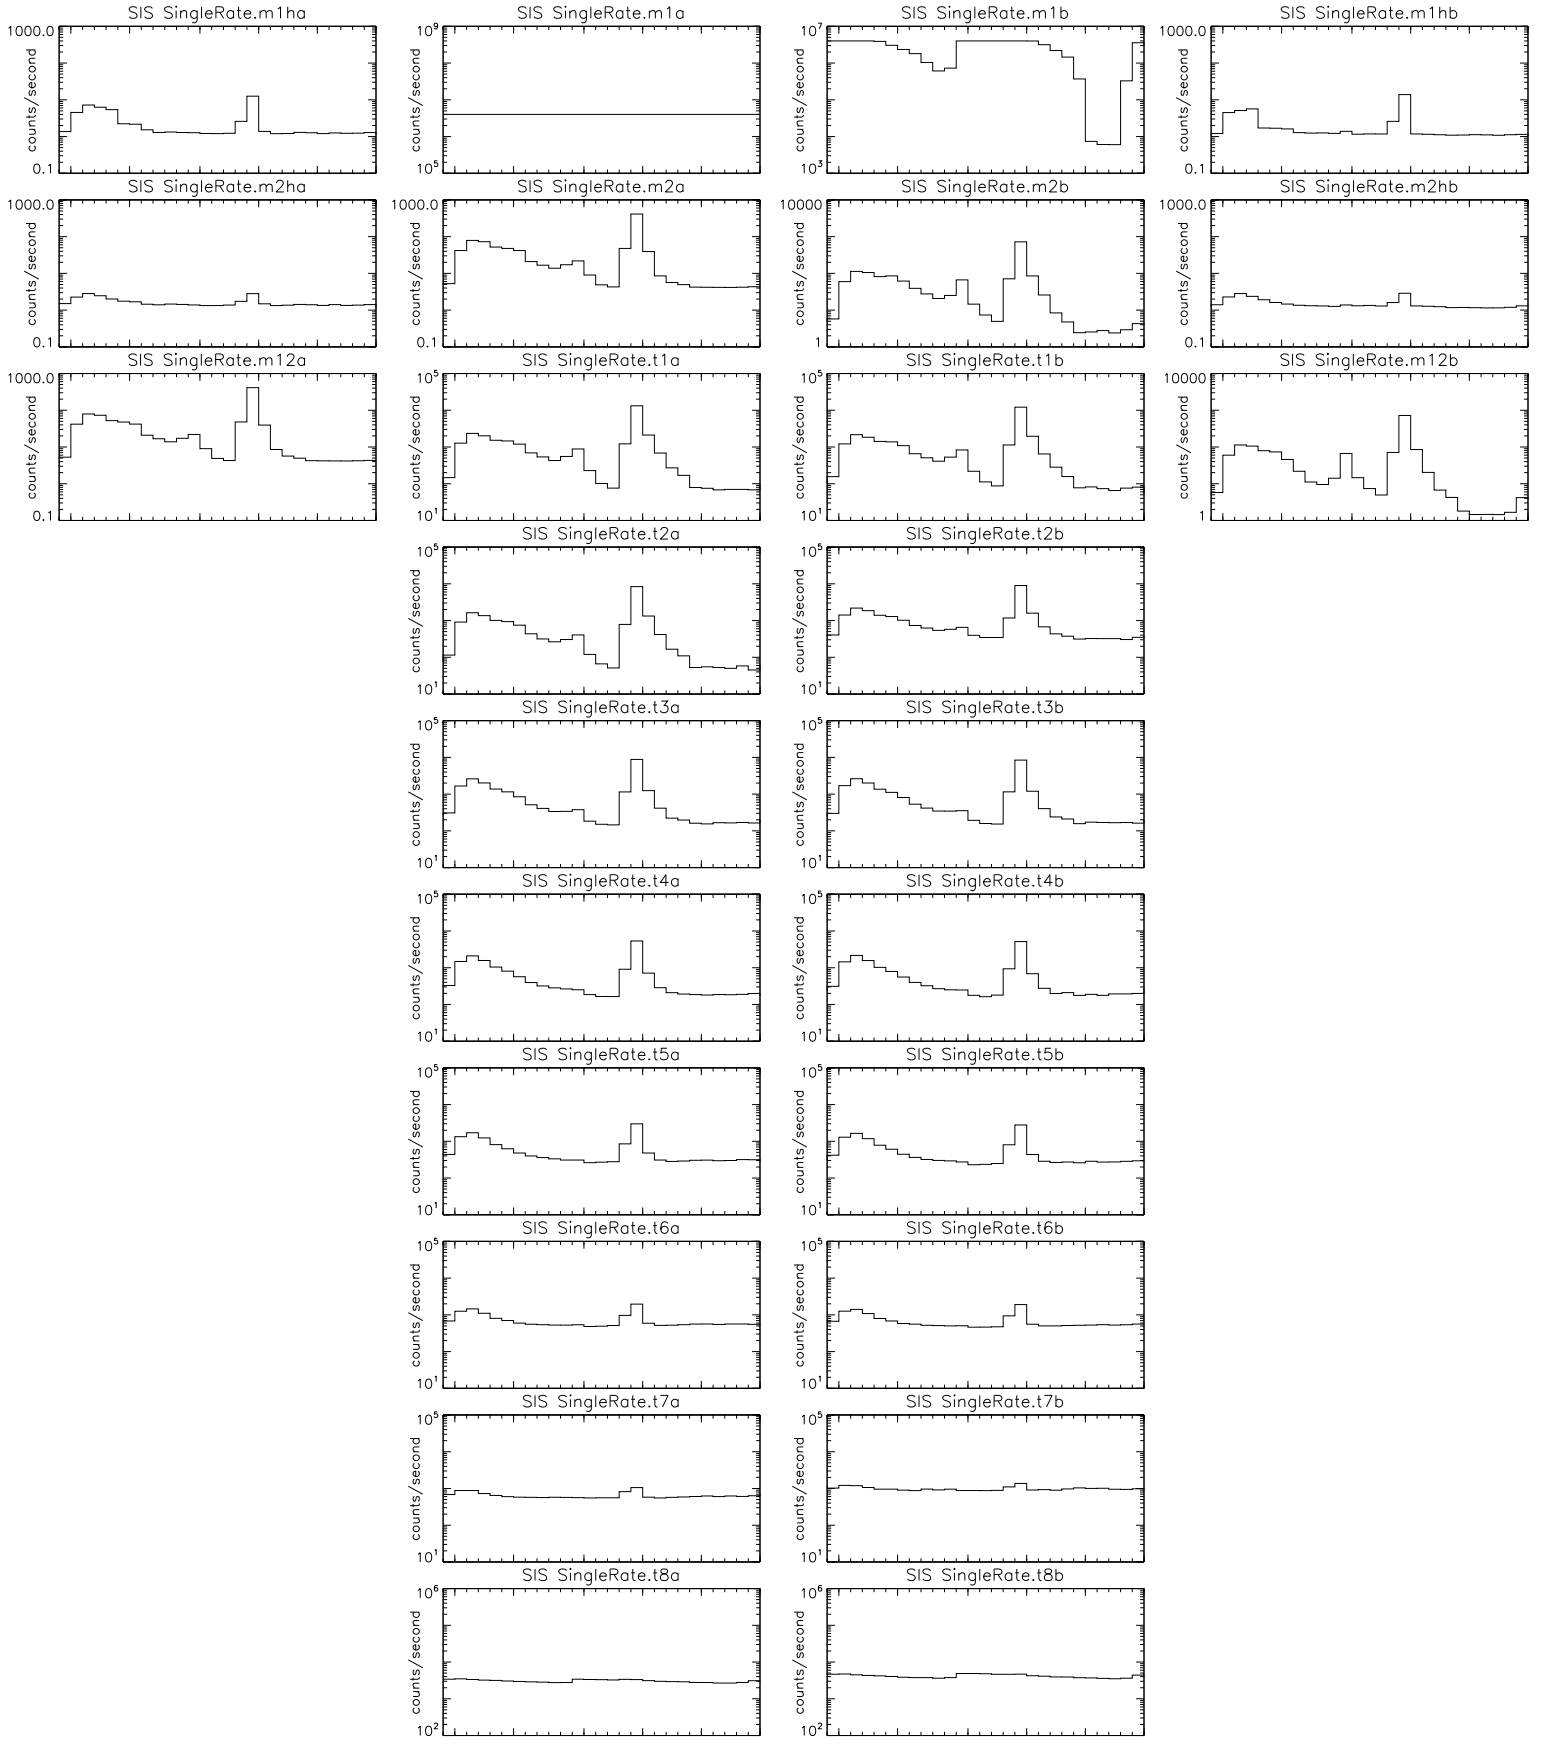 SIS SingleRate.m1ha
1000.0
counts/second
0.1
SIS SingleRate.m1a
10^9
counts/second
10^5
SIS SingleRate.m1b
10^7
counts/second
10^3
SIS SingleRate.m1hb
1000.0
counts/second
0.1
SIS SingleRate.m2ha
1000.0
counts/second
0.1
SIS SingleRate.m2a
1000.0
counts/second
0.1
SIS SingleRate.m2b
10000
counts/second
1
SIS SingleRate.m2hb
1000.0
counts/second
0.1
SIS SingleRate.m12a
1000.0
counts/second
0.1
SIS SingleRate.t1a
10^5
counts/second
10^1
SIS SingleRate.t1b
10^5
counts/second
10^1
SIS SingleRate.m12b
10000
counts/second
1
SIS SingleRate.t2a
10^5
counts/second
10^1
SIS SingleRate.t2b
10^5
counts/second
10^1
SIS SingleRate.t3a
10^5
counts/second
10^1
SIS SingleRate.t3b
10^5
counts/second
10^1
SIS SingleRate.t4a
10^5
counts/second
10^1
SIS SingleRate.t4b
10^5
counts/second
10^1
SIS SingleRate.t5a
10^5
counts/second
10^1
SIS SingleRate.t5b
10^5
counts/second
10^1
SIS SingleRate.t6a
10^5
counts/second
10^1
SIS SingleRate.t6b
10^5
counts/second
10^1
SIS SingleRate.t7a
10^5
counts/second
10^1
SIS SingleRate.t7b
10^5
counts/second
10^1
SIS SingleRate.t8a
10^6
counts/second
10^2
SIS SingleRate.t8b
10^6
counts/second
10^2